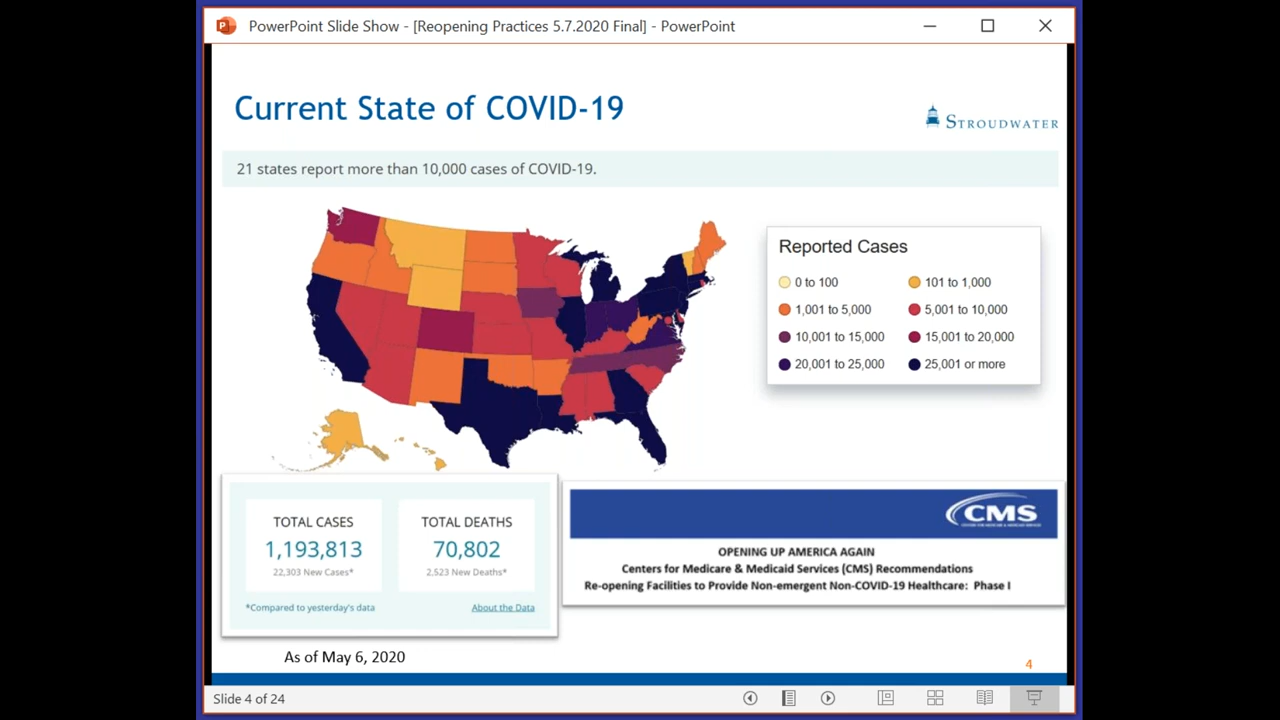 PowerPoint Slide Show - [Reopening Practices 5.7.2020 Final] - PowerPoint
Current State of COVID-19
STROUDWATER
21 states report more than 10,000 cases of COVID-19.
Reported Cases
0 to 100
101 to 1,000
1,001 to 5,000
5,001 to 10,000
10,001 to 15,000
15,001 to 20,000
20,001 to 25,000
25,001 or more
TOTAL CASES
1,193,813
22,303 New Cases*
TOTAL DEATHS
70,802
2,523 New Deaths*
*Compared to yesterday's data
About the Data
CMS
CENTERS FOR MEDICARE & MEDICAID SERVICES
OPENING UP AMERICA AGAIN
Centers for Medicare & Medicaid Services (CMS) Recommendations
Re-opening Facilities to Provide Non-emergent Non-COVID-19 Healthcare: Phase I
As of May 6, 2020
4
Slide 4 of 24